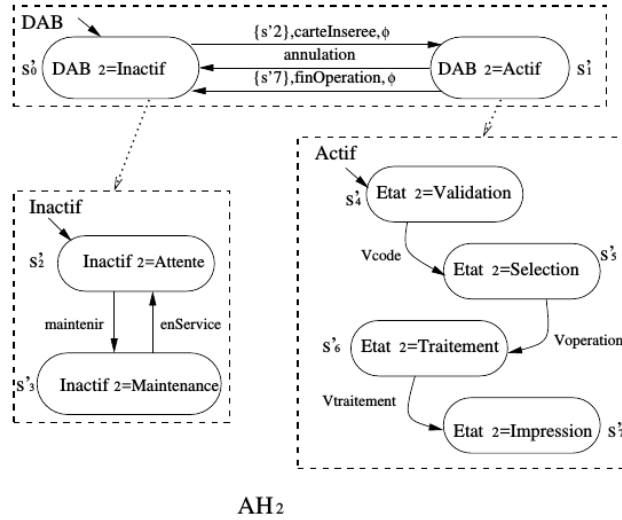 DAB
{s'2},carteInseree,ϕ
annulation
{s'7},finOperation,ϕ
s'0
DAB 2=Inactif
DAB 2=Actif
s'1
Inactif
s'2
Inactif 2=Attente
maintenir
enService
s'3
Inactif 2=Maintenance
Actif
s'4
Etat 2=Validation
Vcode
Etat 2=Selection
s'5
Voperation
s'6
Etat 2=Traitement
Vtraitement
Etat 2=Impression
s'7
AH2